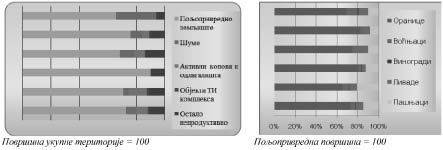 Пољопривредно
земљиште
Шуме
Активни копови и
одлагалишта
Објекти ТИ
комплекса
Остало
непродуктивно
Површина укупне територије = 100
Оранице
Воћњаци
Виногради
Ливаде
Пашњаци
0% 20% 40% 60% 80% 100%
Пољопривредна површина = 100